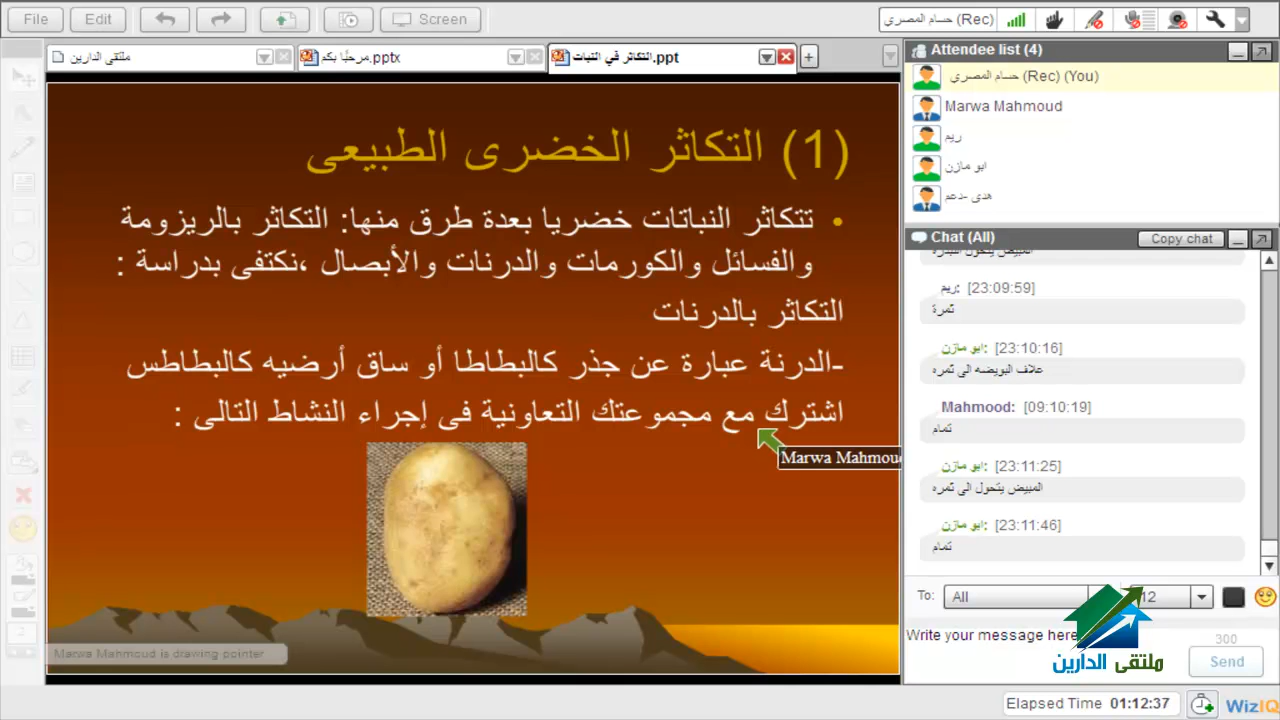 File
Edit
Screen
حسام المصري (Rec)
ملتقى الدارين
مرحبًا بكم.pptx
التكاثر في النبات.ppt
(1) التكاثر الخضرى الطبيعى
• تتكاثر النباتات خضريا بعدة طرق منها: التكاثر بالريزومة
والفسائل والكورمات والدرنات والأبصال ،نكتفى بدراسة :
التكاثر بالدرنات
-الدرنة عبارة عن جذر كالبطاطا أو ساق أرضيه كالبطاطس
اشترك مع مجموعتك التعاونية فى إجراء النشاط التالى :
Marwa Mahmoud
Marwa Mahmoud is drawing pointer
Attendee list (4)
حسام المصري (Rec) (You)
Marwa Mahmoud
ريم
ابو مازن
هدى -دعم
Chat (All)
Copy chat
ريم: [23:09:59]
ثمرة
ابو مازن: [23:10:16]
علاف البويضه الى ثمره
Mahmood: [09:10:19]
تمام
ابو مازن: [23:11:25]
المبيض يتحول الى ثمره
ابو مازن: [23:11:46]
تمام
To: All
12
Write your message here
300
Send
ملتقى الدارين
Elapsed Time 01:12:37
WizIQ